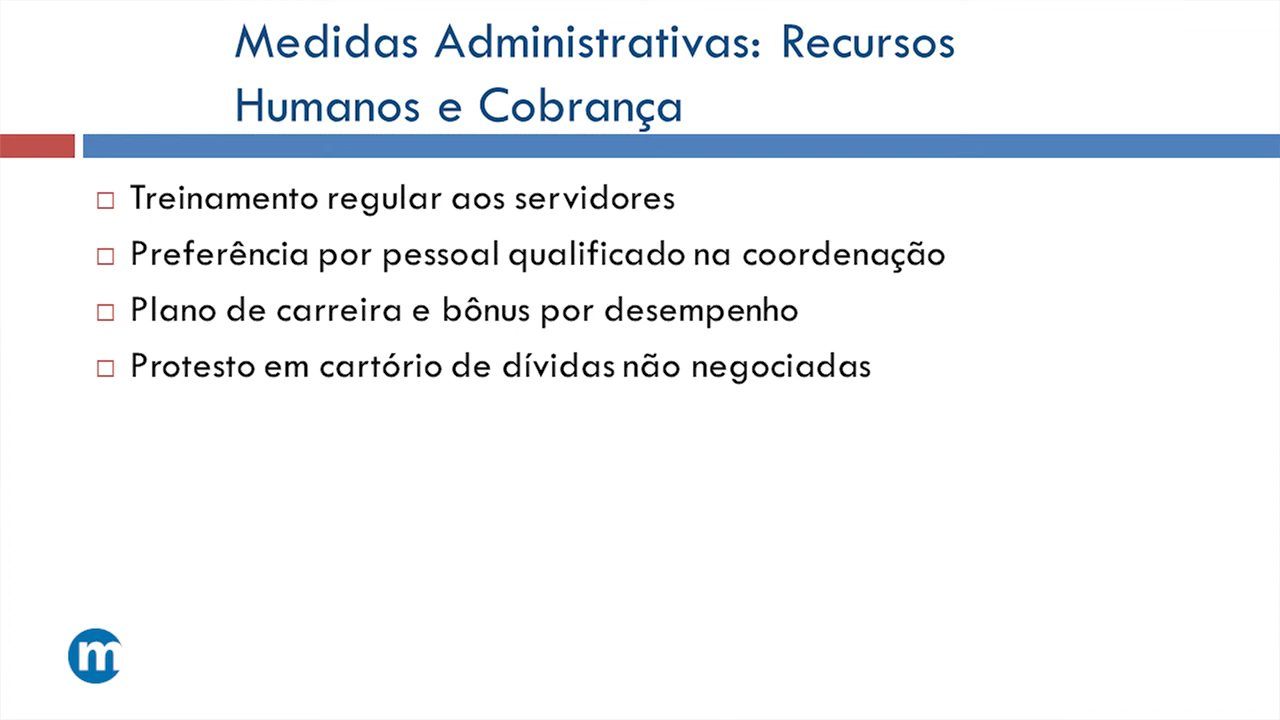 Medidas Administrativas: Recursos
Humanos e Cobrança
Treinamento regular aos servidores
Preferência por pessoal qualificado na coordenação
Plano de carreira e bônus por desempenho
Protesto em cartório de dívidas não negociadas
m